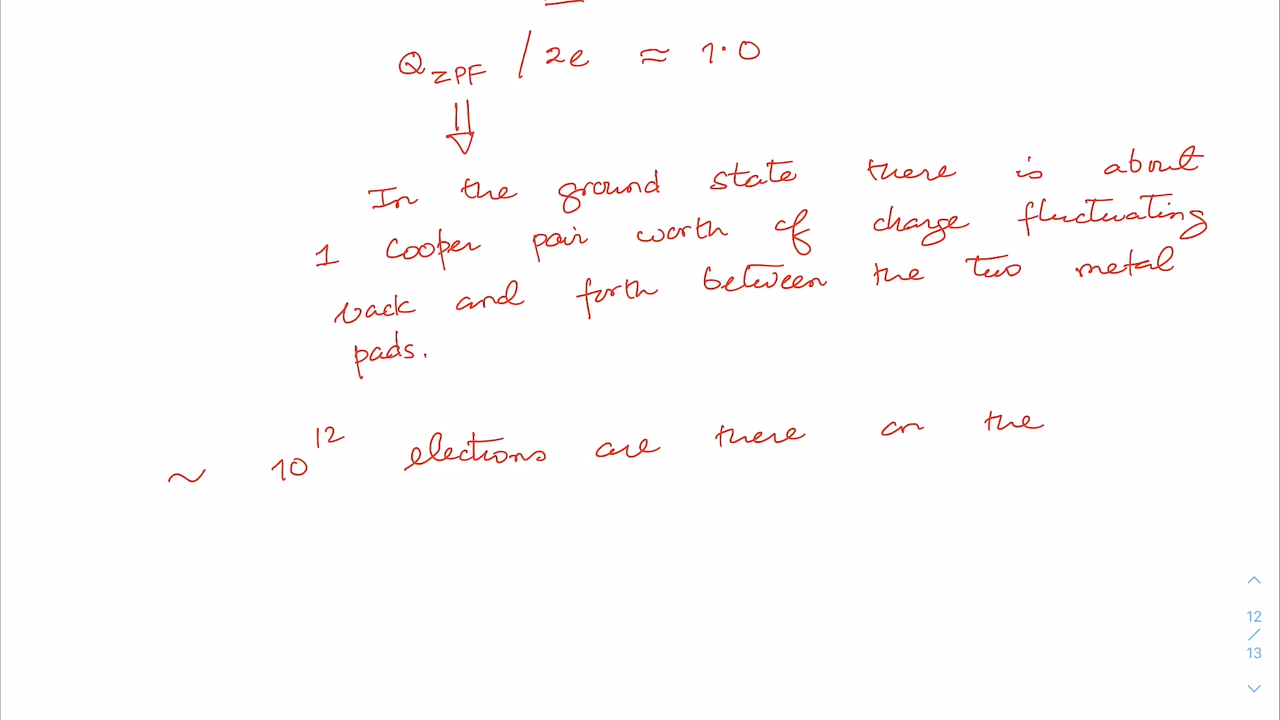 Q_ZPF / 2e ≈ 1.0
⇓
In the ground state there is about
1 Cooper pair worth of charge fluctuating
back and forth between the two metal
pads.
~ 10^12 electrons are there on the
12
/
13